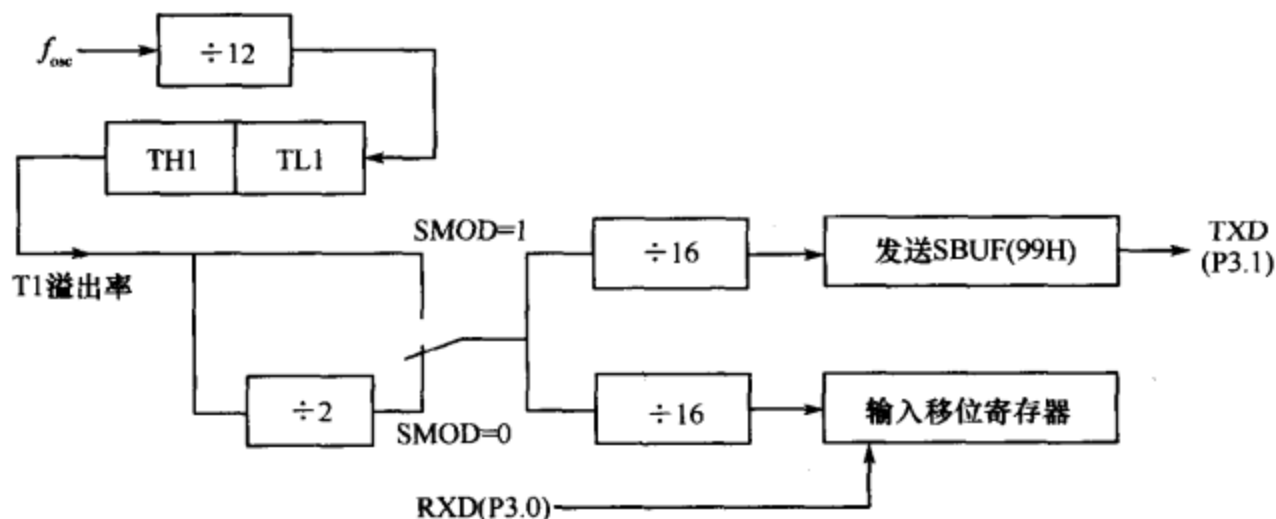 fosc
÷12
TH1
TL1
T1溢出率
SMOD=1
÷16
发送SBUF(99H)
TXD
(P3.1)
÷2
SMOD=0
÷16
输入移位寄存器
RXD(P3.0)